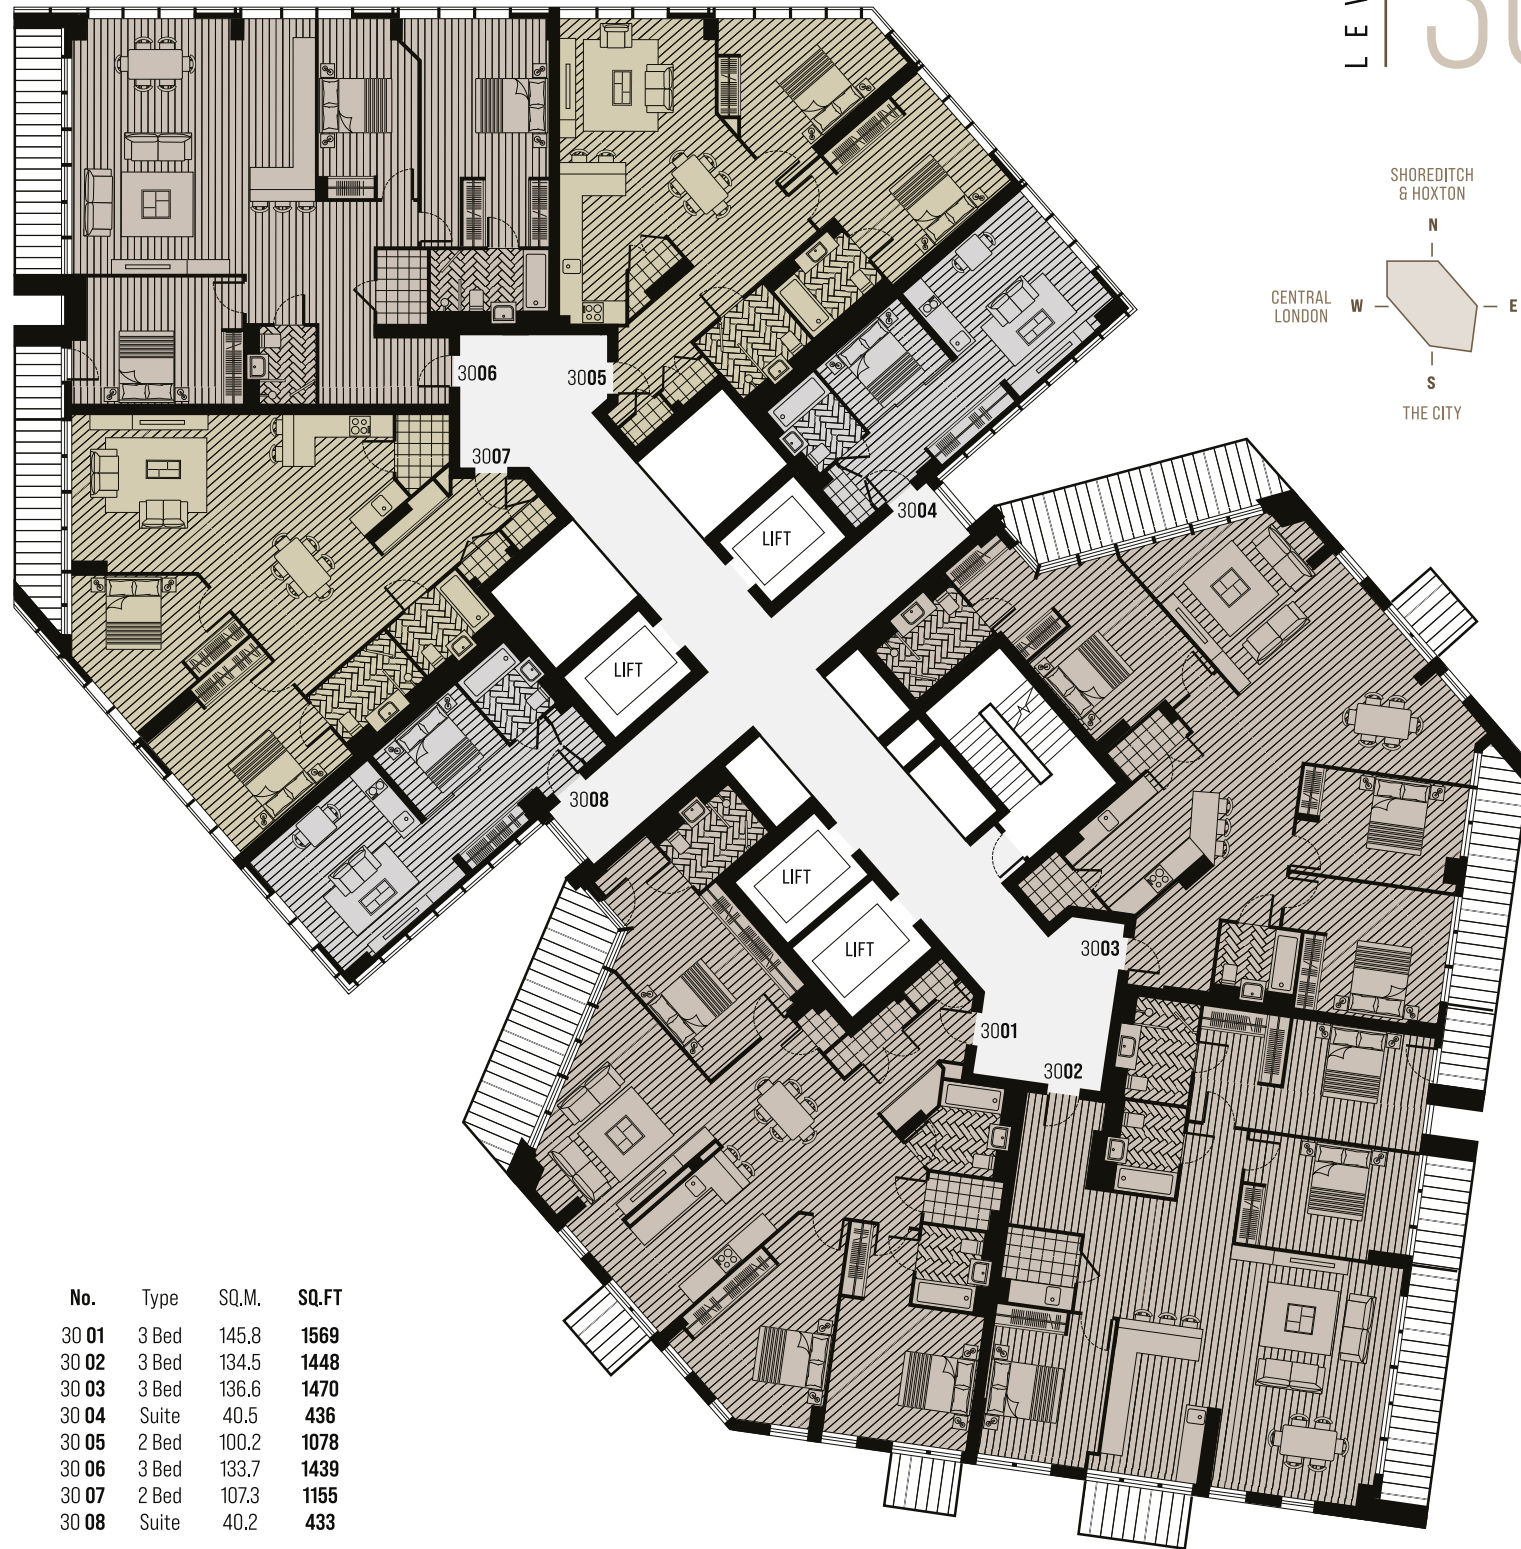 LEV
30
SHOREDITCH
& HOXTON
N
CENTRAL
LONDON
W
E
S
THE CITY
3006
3005
3007
3004
LIFT
LIFT
3008
LIFT
LIFT
3003
3001
3002
No. Type SQ.M. SQ.FT
30 01 3 Bed 145.8 1569
30 02 3 Bed 134.5 1448
30 03 3 Bed 136.6 1470
30 04 Suite 40.5 436
30 05 2 Bed 100.2 1078
30 06 3 Bed 133.7 1439
30 07 2 Bed 107.3 1155
30 08 Suite 40.2 433